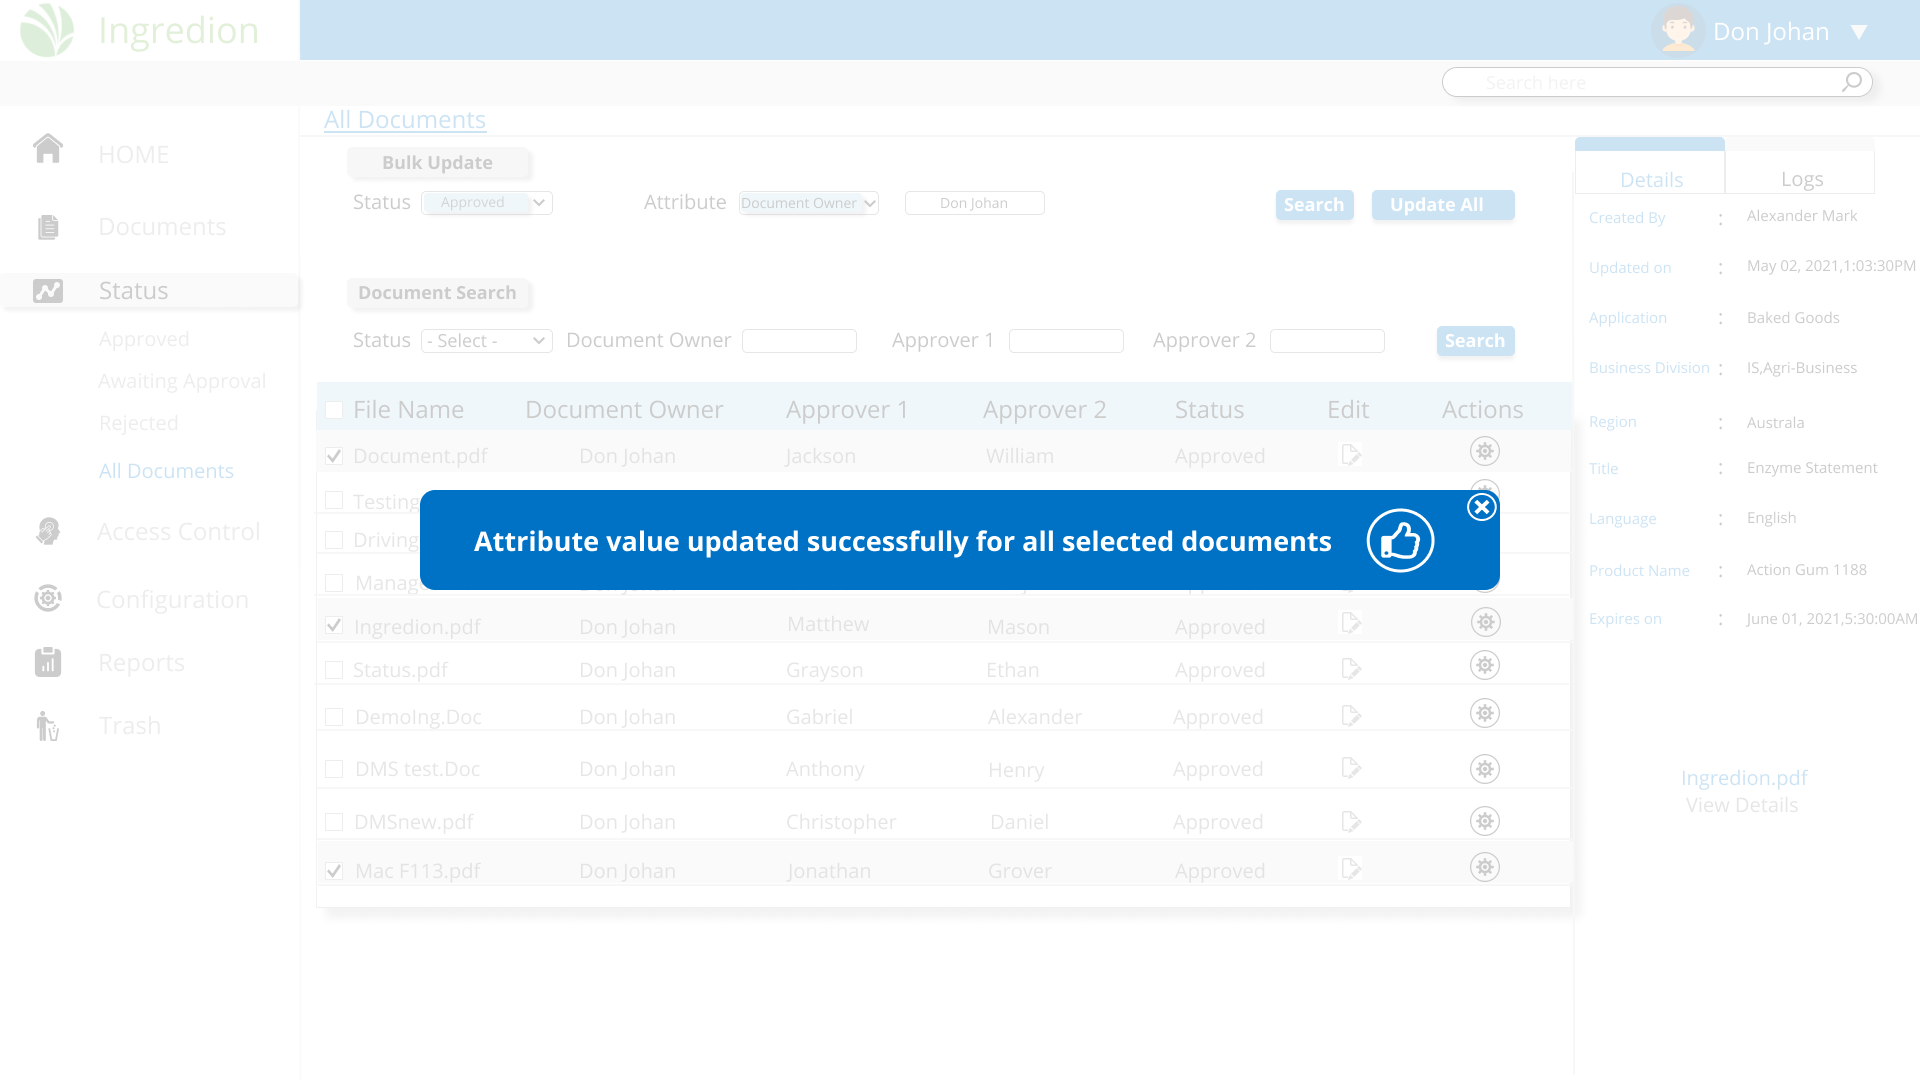 Ingredion
Don Johan
Search here
All Documents
HOME
Documents
Status
Approved
Awaiting Approval
Rejected
All Documents
Access Control
Configuration
Reports
Trash
Bulk Update
Status Approved Attribute Document Owner Don Johan Search Update All
Document Search
Status - Select - Document Owner Approver 1 Approver 2 Search
File Name Document Owner Approver 1 Approver 2 Status Edit Actions
Document.pdf Don Johan Jackson William Approved
Testing
Driving
Attribute value updated successfully for all selected documents
Ingredion.pdf Don Johan Matthew Mason Approved
Status.pdf Don Johan Grayson Ethan Approved
DemoIng.Doc Don Johan Gabriel Alexander Approved
DMS test.Doc Don Johan Anthony Henry Approved
DMSnew.pdf Don Johan Christopher Daniel Approved
Mac F113.pdf Don Johan Jonathan Grover Approved
Details Logs
Created By : Alexander Mark
Updated on : May 02, 2021,1:03:30PM
Application : Baked Goods
Business Division : IS,Agri-Business
Region : Australa
Title : Enzyme Statement
Language : English
Product Name : Action Gum 1188
Expires on : June 01, 2021,5:30:00AM
Ingredion.pdf
View Details